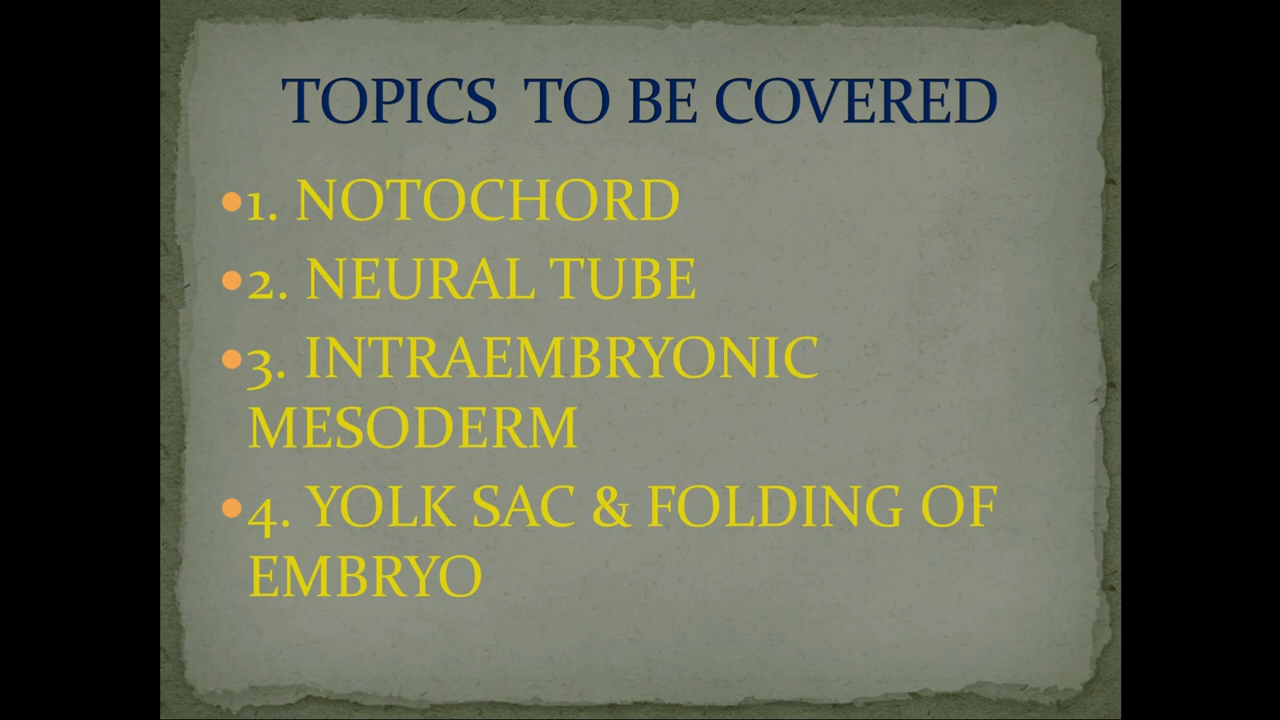 TOPICS TO BE COVERED
•1. NOTOCHORD
•2. NEURAL TUBE
•3. INTRAEMBRYONIC
MESODERM
•4. YOLK SAC & FOLDING OF
EMBRYO